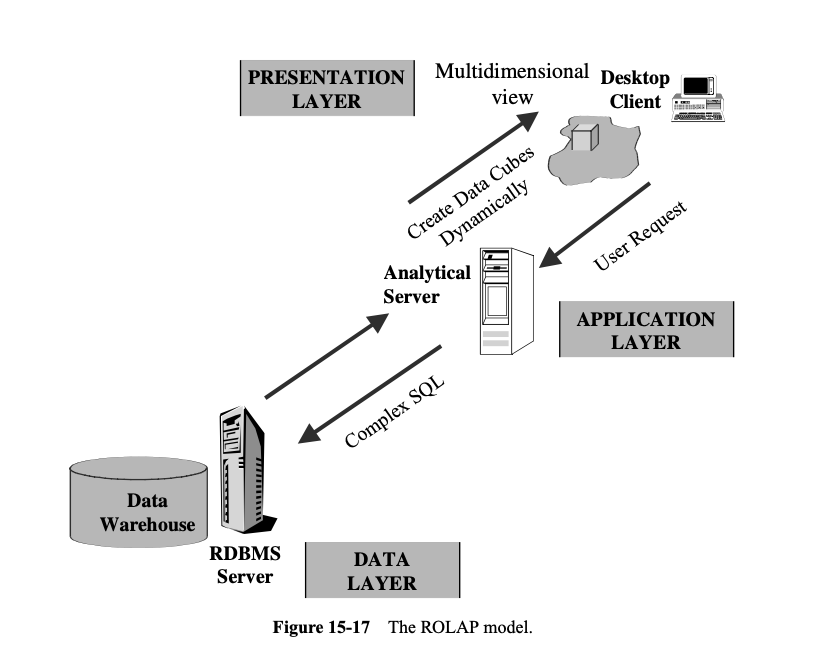 PRESENTATION
LAYER
Multidimensional
view
Desktop
Client
Create Data Cubes
Dynamically
User Request
Analytical
Server
APPLICATION
LAYER
Complex SQL
Data
Warehouse
RDBMS
Server
DATA
LAYER
Figure 15-17 The ROLAP model.